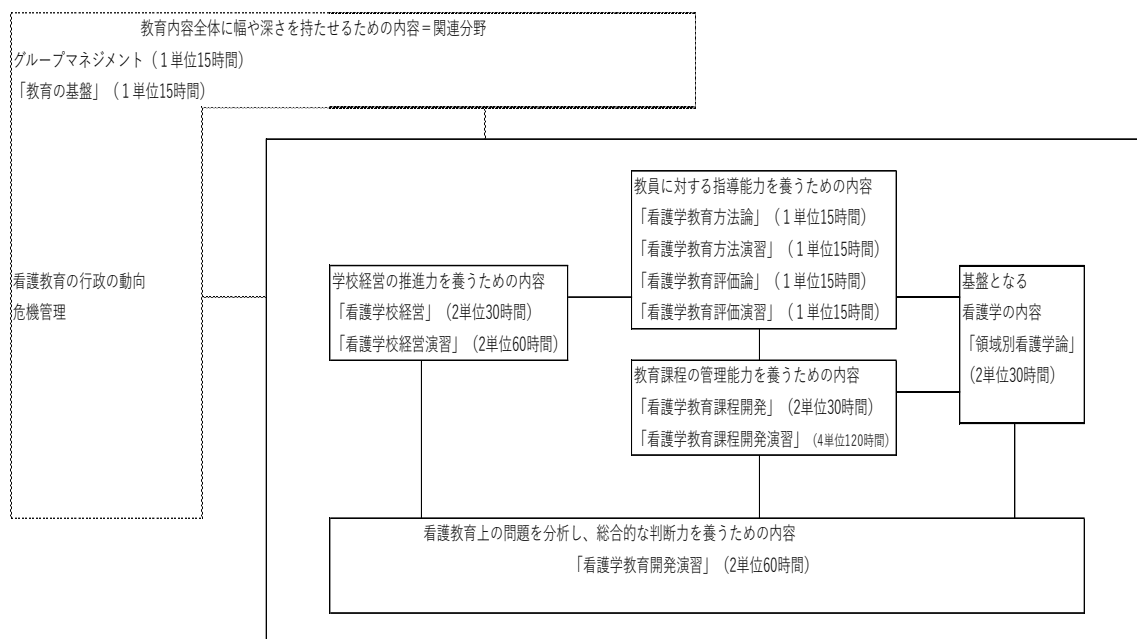 教育内容全体に幅や深さを持たせるための内容＝関連分野
グループマネジメント（１単位15時間）
「教育の基盤」（１単位15時間）
看護教育の行政の動向
危機管理
学校経営の推進力を養うための内容
「看護学校経営」（2単位30時間）
「看護学校経営演習」（2単位60時間）
教員に対する指導能力を養うための内容
「看護学教育方法論」（１単位15時間）
「看護学教育方法演習」（１単位15時間）
「看護学教育評価論」（１単位15時間）
「看護学教育評価演習」（１単位15時間）
教育課程の管理能力を養うための内容
「看護学教育課程開発」（2単位30時間）
「看護学教育課程開発演習」（4単位120時間）
基盤となる
看護学の内容
「領域別看護学論」
（2単位30時間）
看護教育上の問題を分析し、総合的な判断力を養うための内容
「看護学教育開発演習」（2単位60時間）